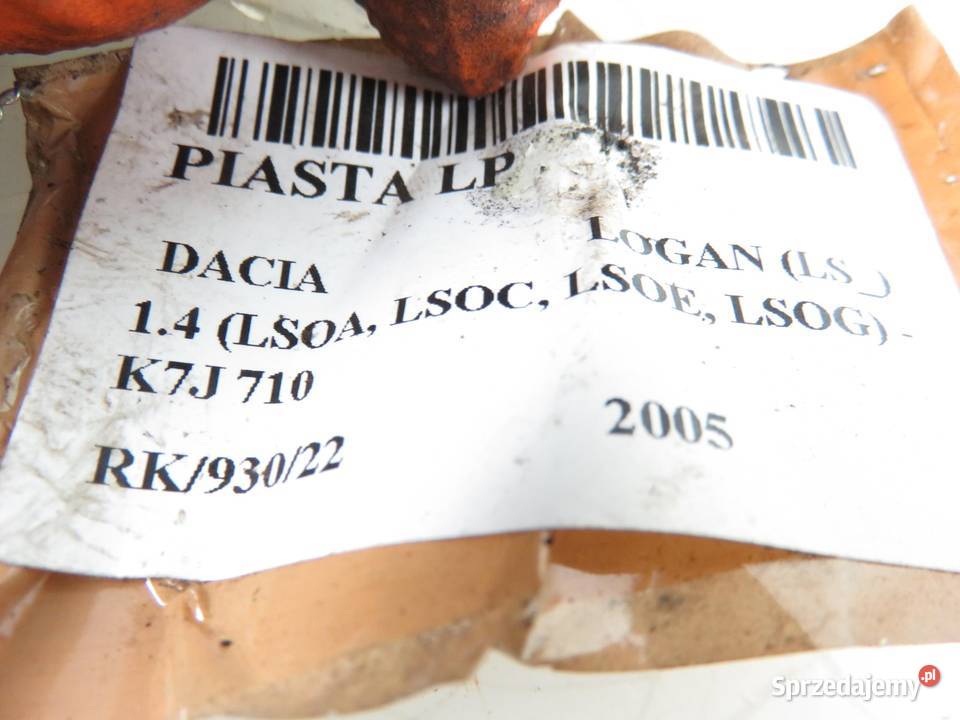 PIASTA LP
DACIA LOGAN (LS_)
1.4 (LSOA, LSOC, LSOE, LSOG) -
K7J 710
RK/930/22 2005
Sprzedajemy.pl